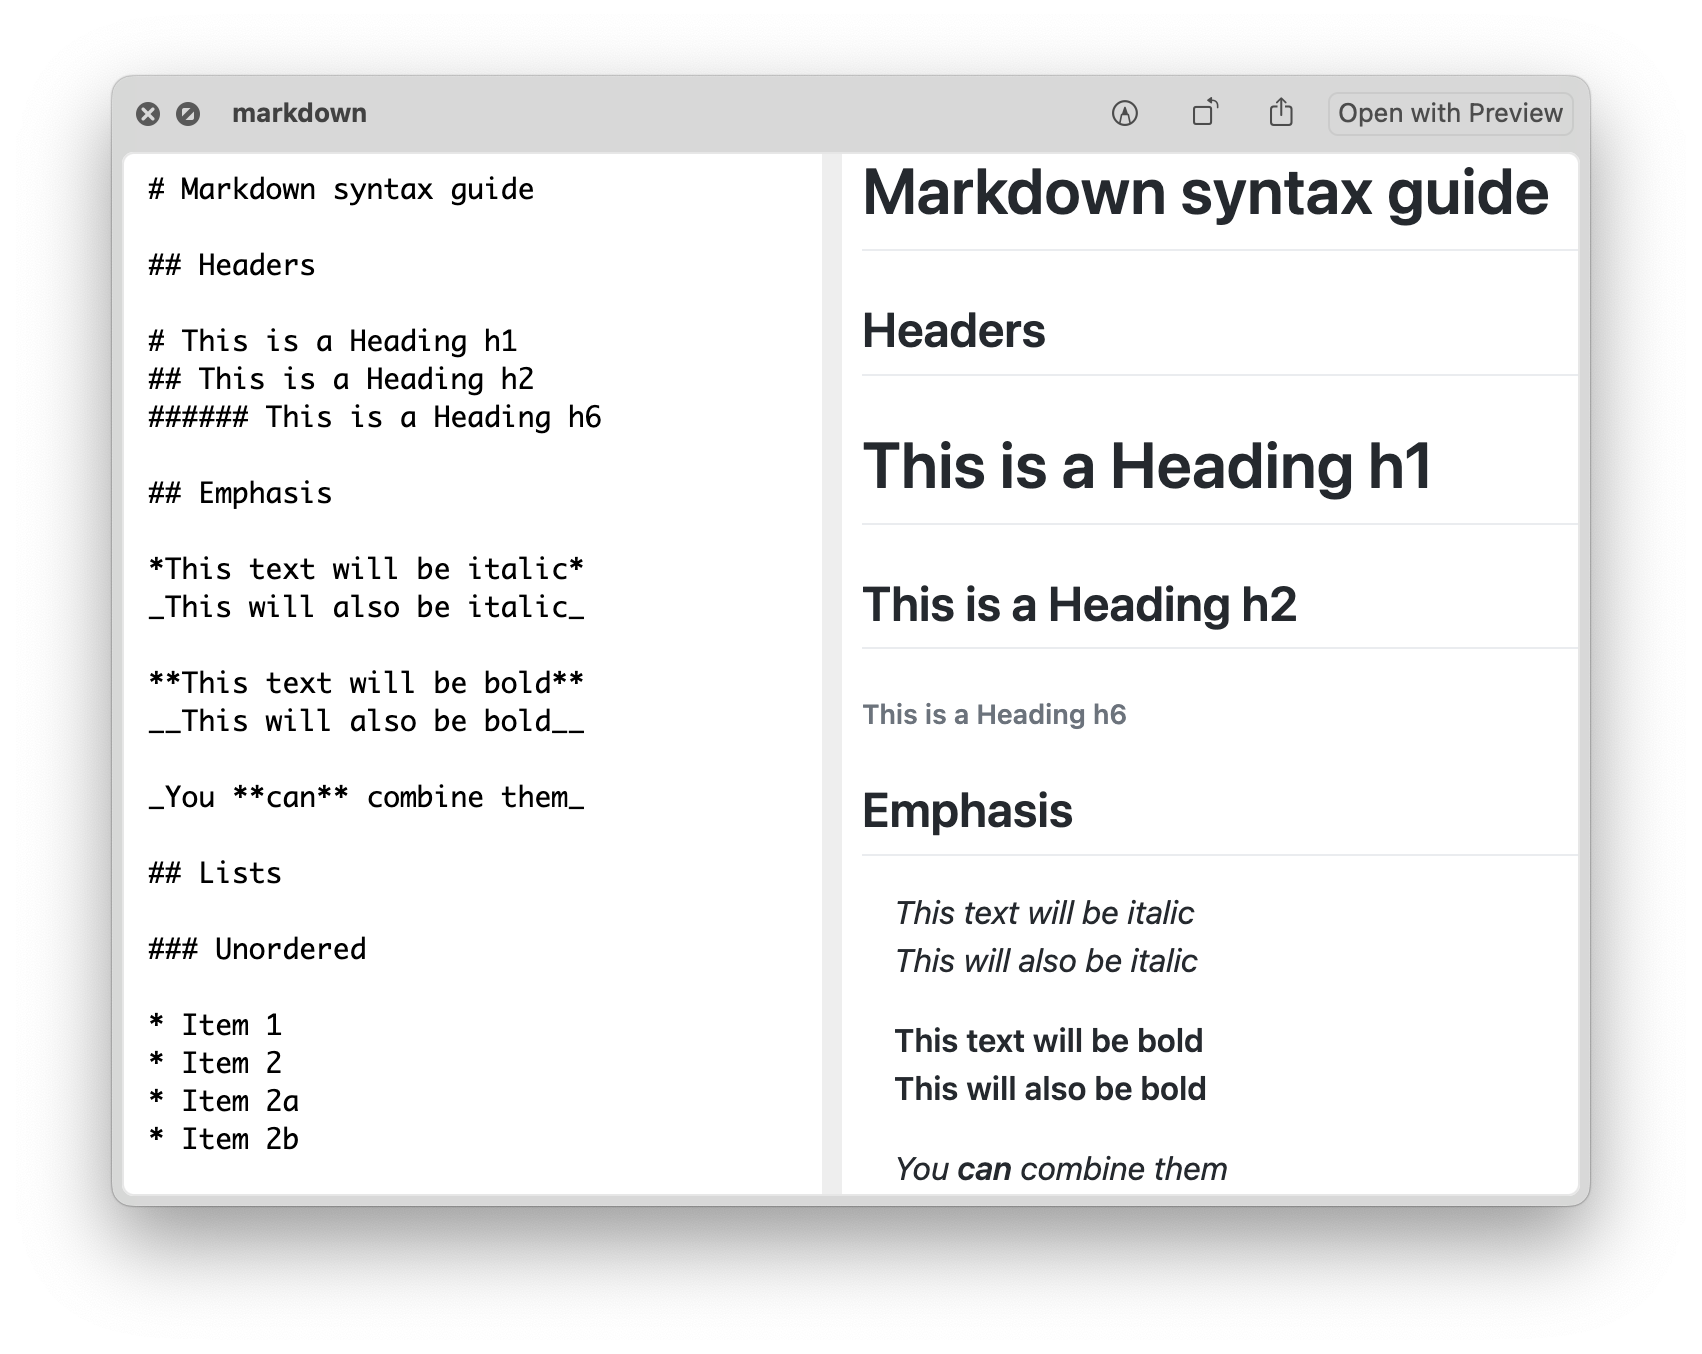 markdown
Open with Preview
# Markdown syntax guide
## Headers
# This is a Heading h1
## This is a Heading h2
###### This is a Heading h6
## Emphasis
*This text will be italic*
_This will also be italic_
**This text will be bold**
__This will also be bold__
_You **can** combine them_
## Lists
### Unordered
* Item 1
* Item 2
* Item 2a
* Item 2b
Markdown syntax guide
Headers
This is a Heading h1
This is a Heading h2
This is a Heading h6
Emphasis
This text will be italic
This will also be italic
This text will be bold
This will also be bold
You can combine them